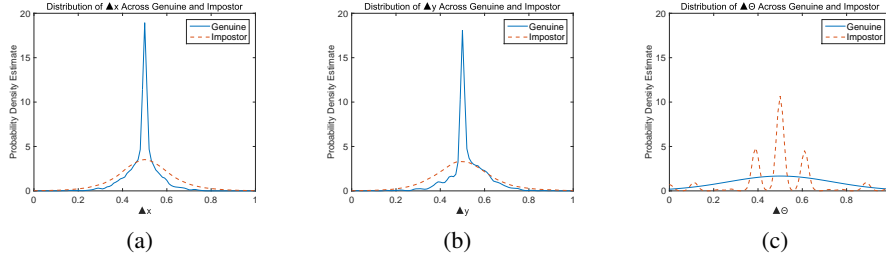 Distribution of ▲x Across Genuine and Impostor
20
15
10
5
0
Probability Density Estimate
Genuine
Impostor
0 0.2 0.4 0.6 0.8 1
▲x
(a)
Distribution of ▲y Across Genuine and Impostor
20
15
10
5
0
Probability Density Estimate
Genuine
Impostor
0 0.2 0.4 0.6 0.8 1
▲y
(b)
Distribution of ▲Θ Across Genuine and Impostor
20
15
10
5
0
Probability Density Estimate
Genuine
Impostor
0 0.2 0.4 0.6 0.8
▲Θ
(c)